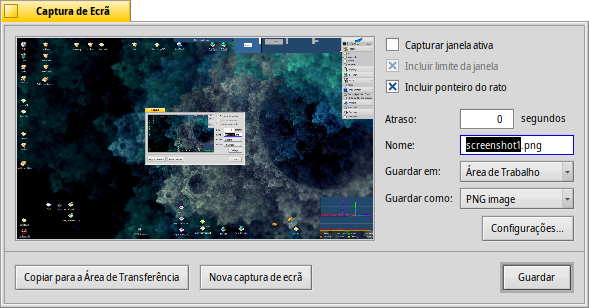 Captura de Ecrã
Capturar janela ativa
Incluir limite da janela
Incluir ponteiro do rato
Atraso: 0 segundos
Nome: screenshot1.png
Guardar em: Área de Trabalho
Guardar como: PNG image
Configurações...
Copiar para a Área de Transferência
Nova captura de ecrã
Guardar